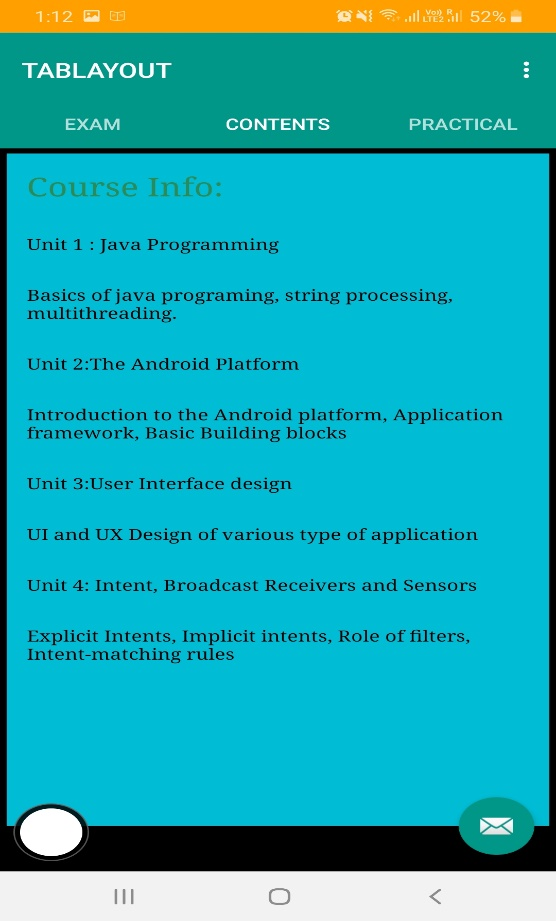 1:12
Vo)) R
LTE2 52%
TABLAYOUT
EXAM CONTENTS PRACTICAL
Course Info:
Unit 1 : Java Programming
Basics of java programing, string processing,
multithreading.
Unit 2:The Android Platform
Introduction to the Android platform, Application
framework, Basic Building blocks
Unit 3:User Interface design
UI and UX Design of various type of application
Unit 4: Intent, Broadcast Receivers and Sensors
Explicit Intents, Implicit intents, Role of filters,
Intent-matching rules